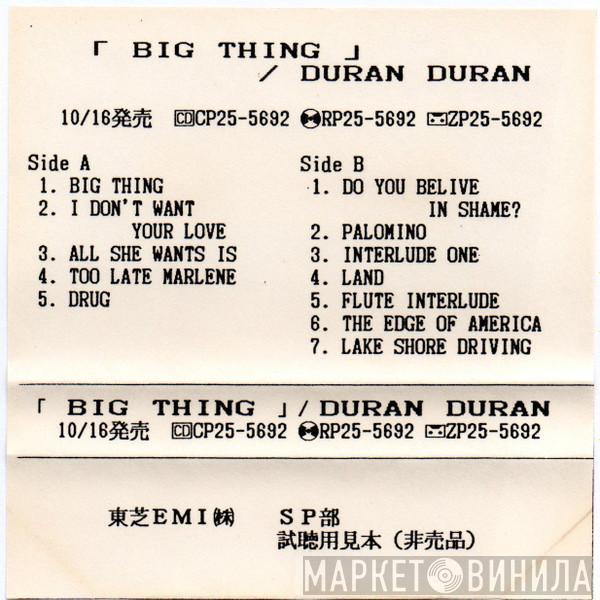 「 BIG THING 」
/ DURAN DURAN
10/16発売 CD CP25-5692 RP25-5692 ZP25-5692
Side A
1. BIG THING
2. I DON'T WANT
YOUR LOVE
3. ALL SHE WANTS IS
4. TOO LATE MARLENE
5. DRUG
Side B
1. DO YOU BELIVE
IN SHAME?
2. PALOMINO
3. INTERLUDE ONE
4. LAND
5. FLUTE INTERLUDE
6. THE EDGE OF AMERICA
7. LAKE SHORE DRIVING
「 BIG THING 」/ DURAN DURAN
10/16発売 CD CP25-5692 RP25-5692 ZP25-5692
東芝EMI㈱ SP部
試聴用見本（非売品）
МАРКЕТ ВИНИЛА